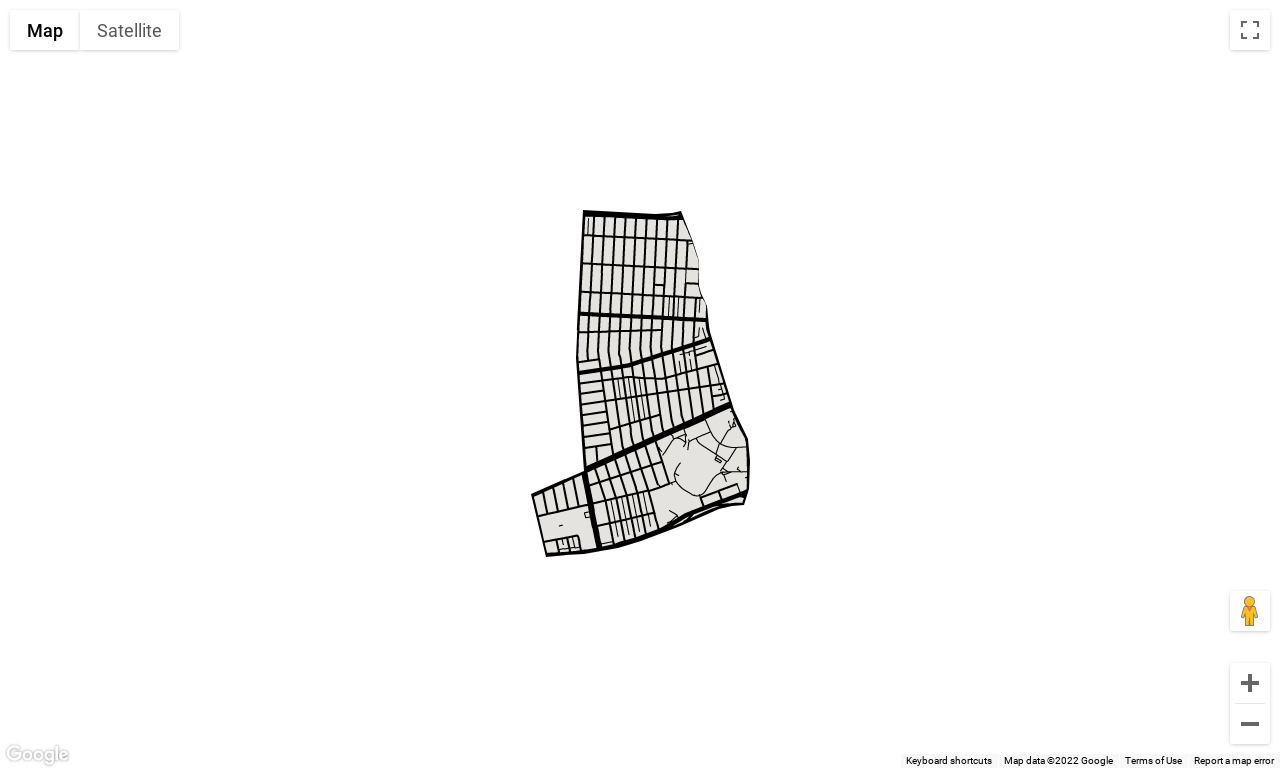 Map
Satellite
Google
Keyboard shortcuts
Map data ©2022 Google
Terms of Use
Report a map error